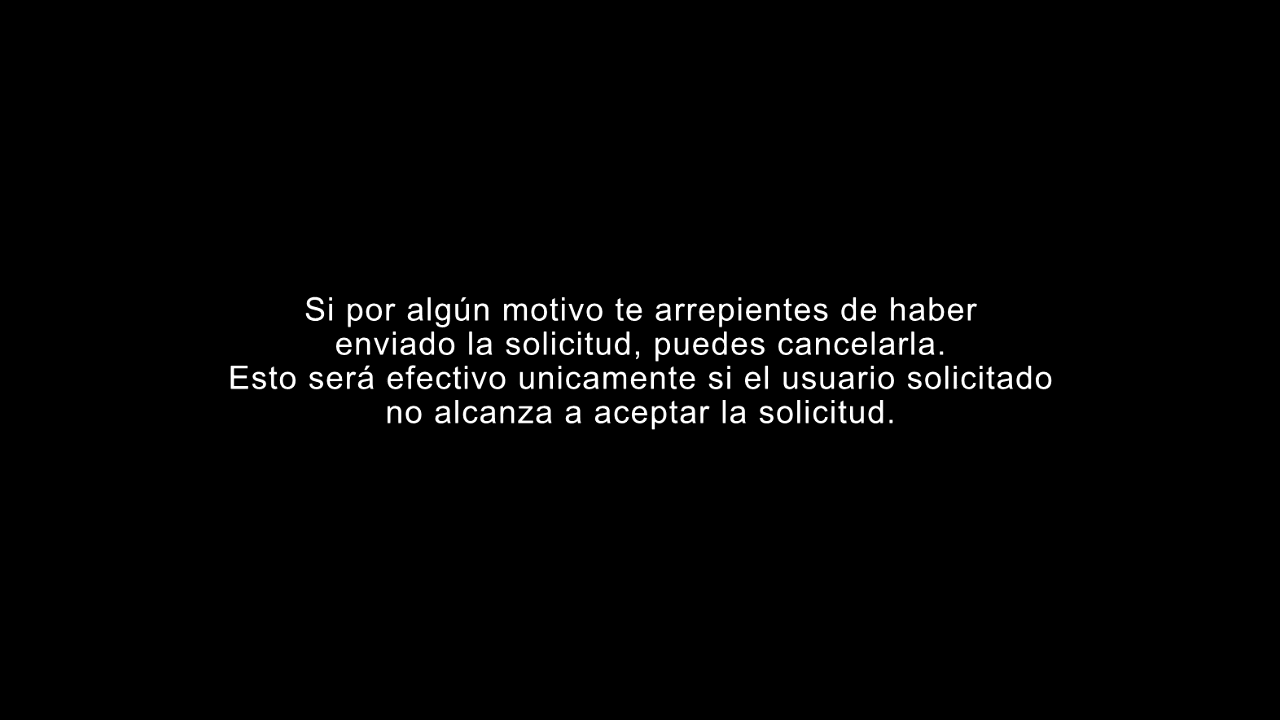 Si por algún motivo te arrepientes de haber
enviado la solicitud, puedes cancelarla.
Esto será efectivo unicamente si el usuario solicitado
no alcanza a aceptar la solicitud.